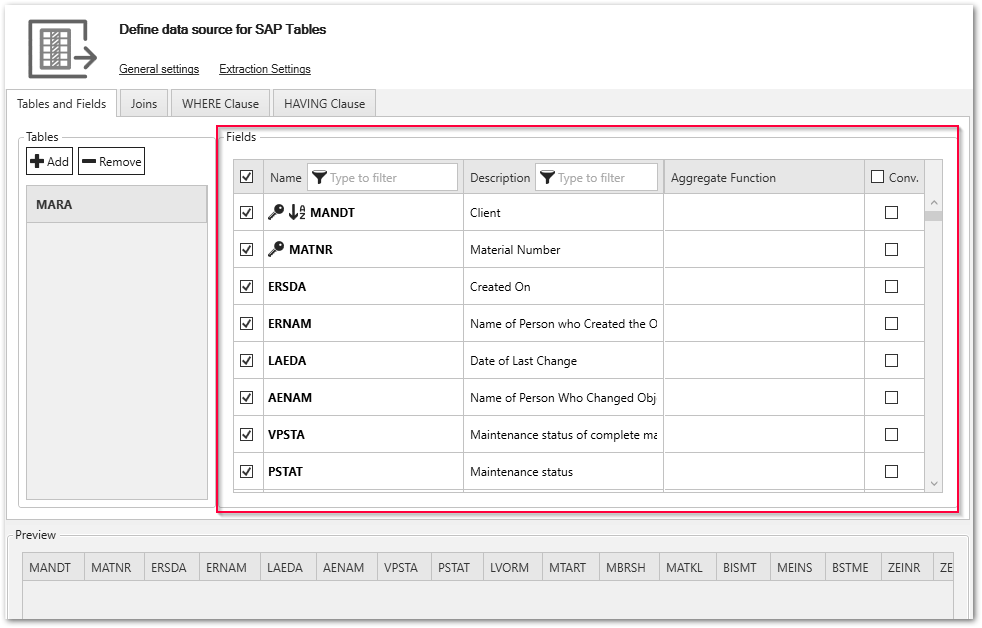 Define data source for SAP Tables
General settings Extraction Settings
Tables and Fields Joins WHERE Clause HAVING Clause
Tables
Add Remove
MARA
Fields
Name Type to filter Description Type to filter Aggregate Function Conv.
MANDT Client
MATNR Material Number
ERSDA Created On
ERNAM Name of Person who Created the O
LAEDA Date of Last Change
AENAM Name of Person Who Changed Obj
VPSTA Maintenance status of complete ma
PSTAT Maintenance status
Preview
MANDT MATNR ERSDA ERNAM LAEDA AENAM VPSTA PSTAT LVORM MTART MBRSH MATKL BISMT MEINS BSTME ZEINR ZE